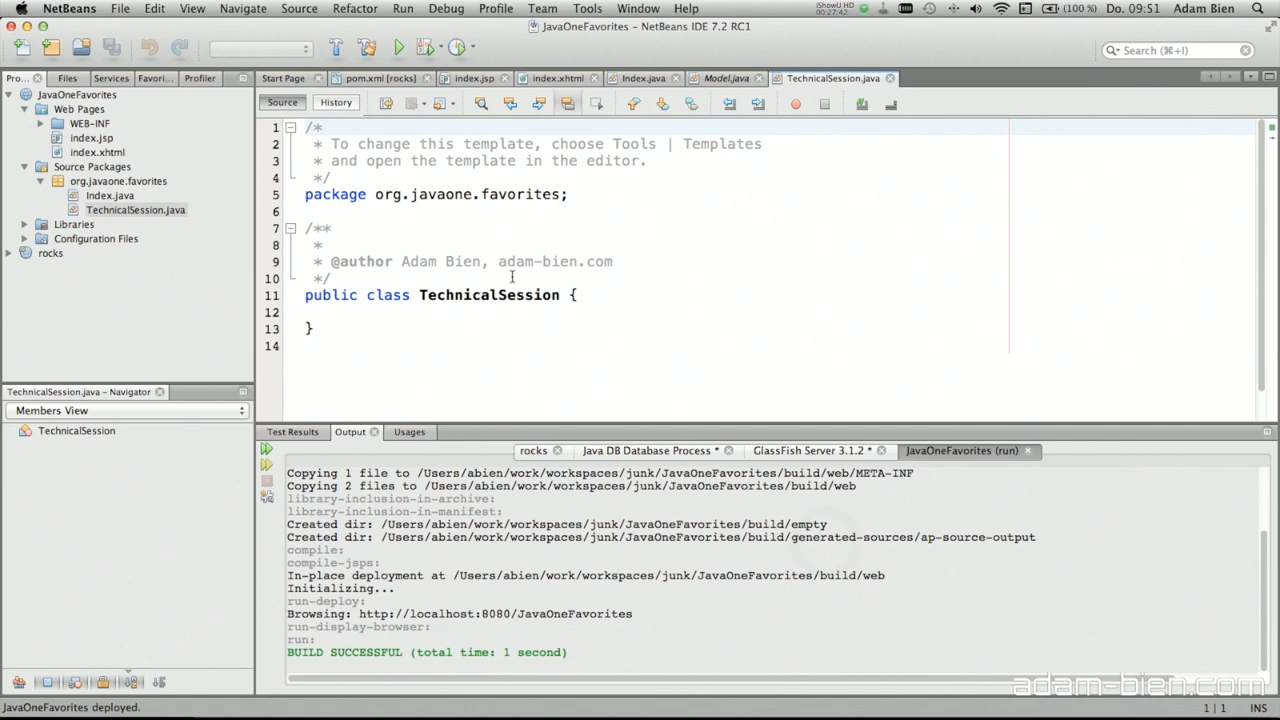 NetBeans File Edit View Navigate Source Refactor Run Debug Profile Team Tools Window Help iShowU HD 00:27:42 (100 %) Do. 09:51 Adam Bien
JavaOneFavorites – NetBeans IDE 7.2 RC1
Search (⌘+I)
Pro... Files Services Favori... Profiler
Start Page pom.xml [rocks] index.jsp index.xhtml Index.java Model.java TechnicalSession.java
Source History
JavaOneFavorites
Web Pages
WEB-INF
index.jsp
index.xhtml
Source Packages
org.javaone.favorites
Index.java
TechnicalSession.java
Libraries
Configuration Files
rocks
1 /*
2 * To change this template, choose Tools | Templates
3 * and open the template in the editor.
4 */
5 package org.javaone.favorites;
6
7 /**
8 *
9 * @author Adam Bien, adam-bien.com
10 */
11 public class TechnicalSession {
12
13 }
14
TechnicalSession.java – Navigator
Members View
TechnicalSession
Test Results Output Usages
rocks Java DB Database Process * GlassFish Server 3.1.2 * JavaOneFavorites (run)
Copying 1 file to /Users/abien/work/workspaces/junk/JavaOneFavorites/build/web/META-INF
Copying 2 files to /Users/abien/work/workspaces/junk/JavaOneFavorites/build/web
library-inclusion-in-archive:
library-inclusion-in-manifest:
Created dir: /Users/abien/work/workspaces/junk/JavaOneFavorites/build/empty
Created dir: /Users/abien/work/workspaces/junk/JavaOneFavorites/build/generated-sources/ap-source-output
compile:
compile-jsps:
In-place deployment at /Users/abien/work/workspaces/junk/JavaOneFavorites/build/web
Initializing...
run-deploy:
Browsing: http://localhost:8080/JavaOneFavorites
run-display-browser:
run:
BUILD SUCCESSFUL (total time: 1 second)
adam-bien.com
JavaOneFavorites deployed. 1 | 1 INS